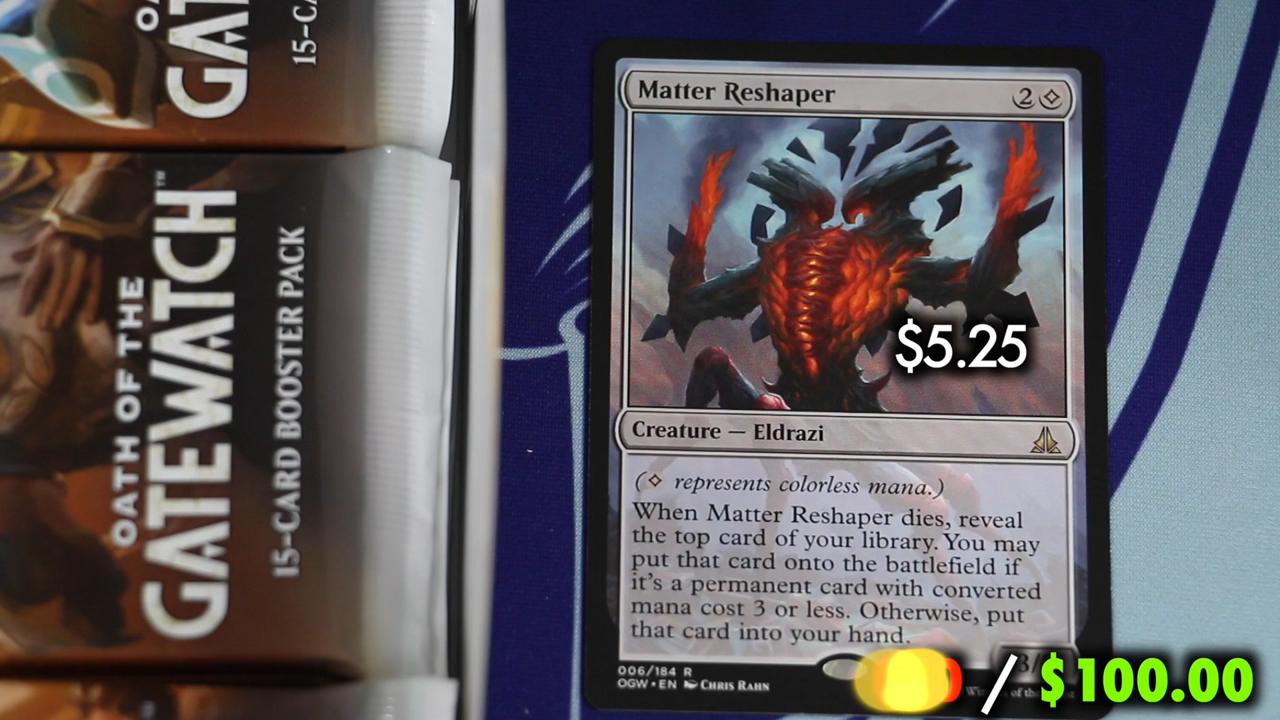 GAT
15-CA
OATH OF THE
GATEWATCH™
15-CARD BOOSTER PACK
Matter Reshaper
2
$5.25
Creature — Eldrazi
( represents colorless mana.)
When Matter Reshaper dies, reveal
the top card of your library. You may
put that card onto the battlefield if
it's a permanent card with converted
mana cost 3 or less. Otherwise, put
that card into your hand.
006/184 R
OGW • EN Chris Rahn
/ $100.00